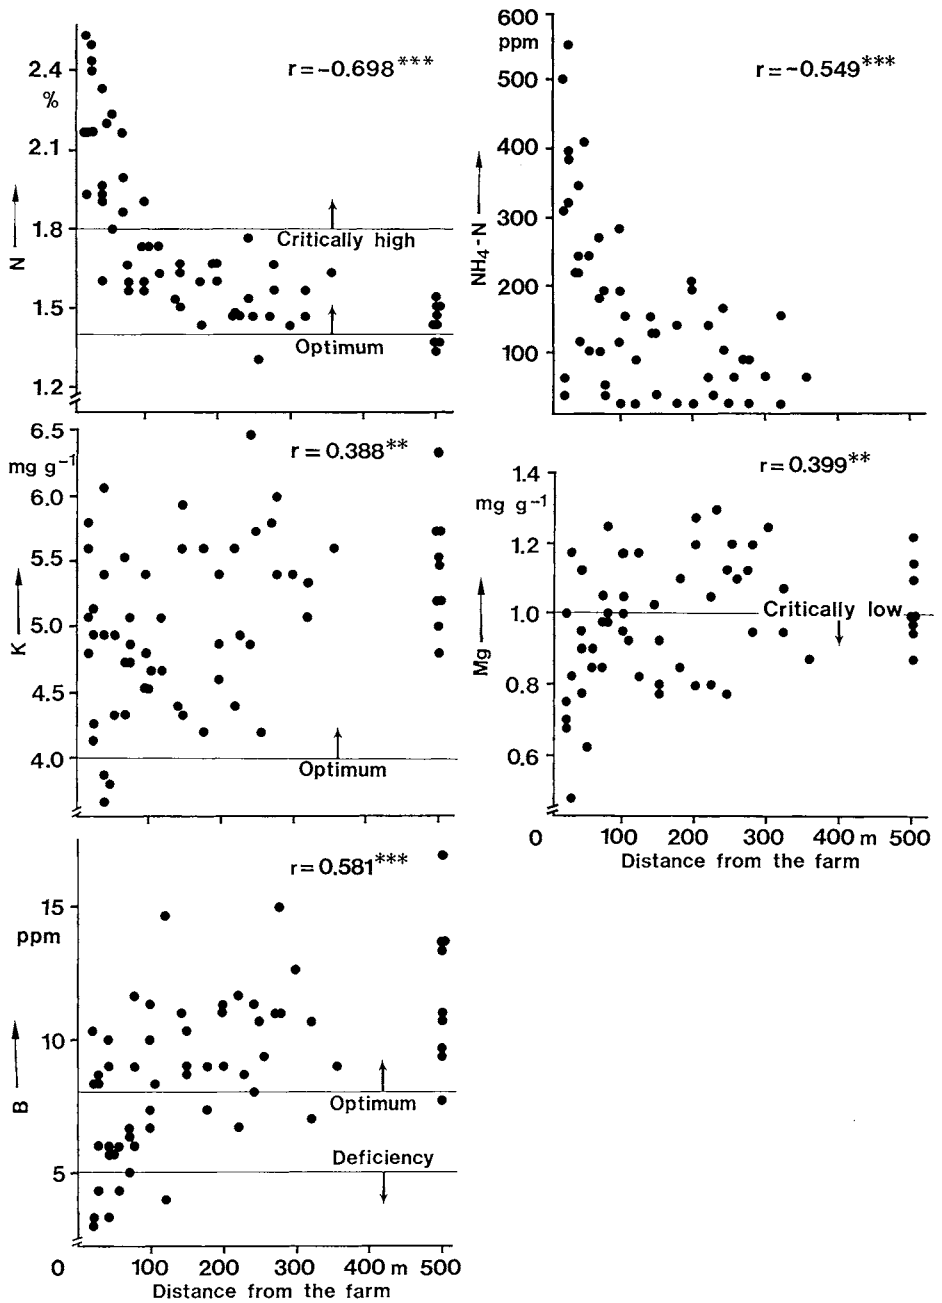 r=-0.698***
2.4
%
2.1
1.8
Critically high
N
1.5
Optimum
1.2
600
ppm
r=-0.549***
500
400
NH4-N
300
200
100
6.5
mg g-1
r=0.388**
6.0
5.5
K
5.0
4.5
4.0
Optimum
1.4
r=0.399**
mg g-1
1.2
1.0
Critically low
Mg
0.8
0.6
0 100 200 300 400 m 500
Distance from the farm
r=0.581***
15
ppm
10
B
Optimum
Deficiency
5
0 100 200 300 400 m 500
Distance from the farm